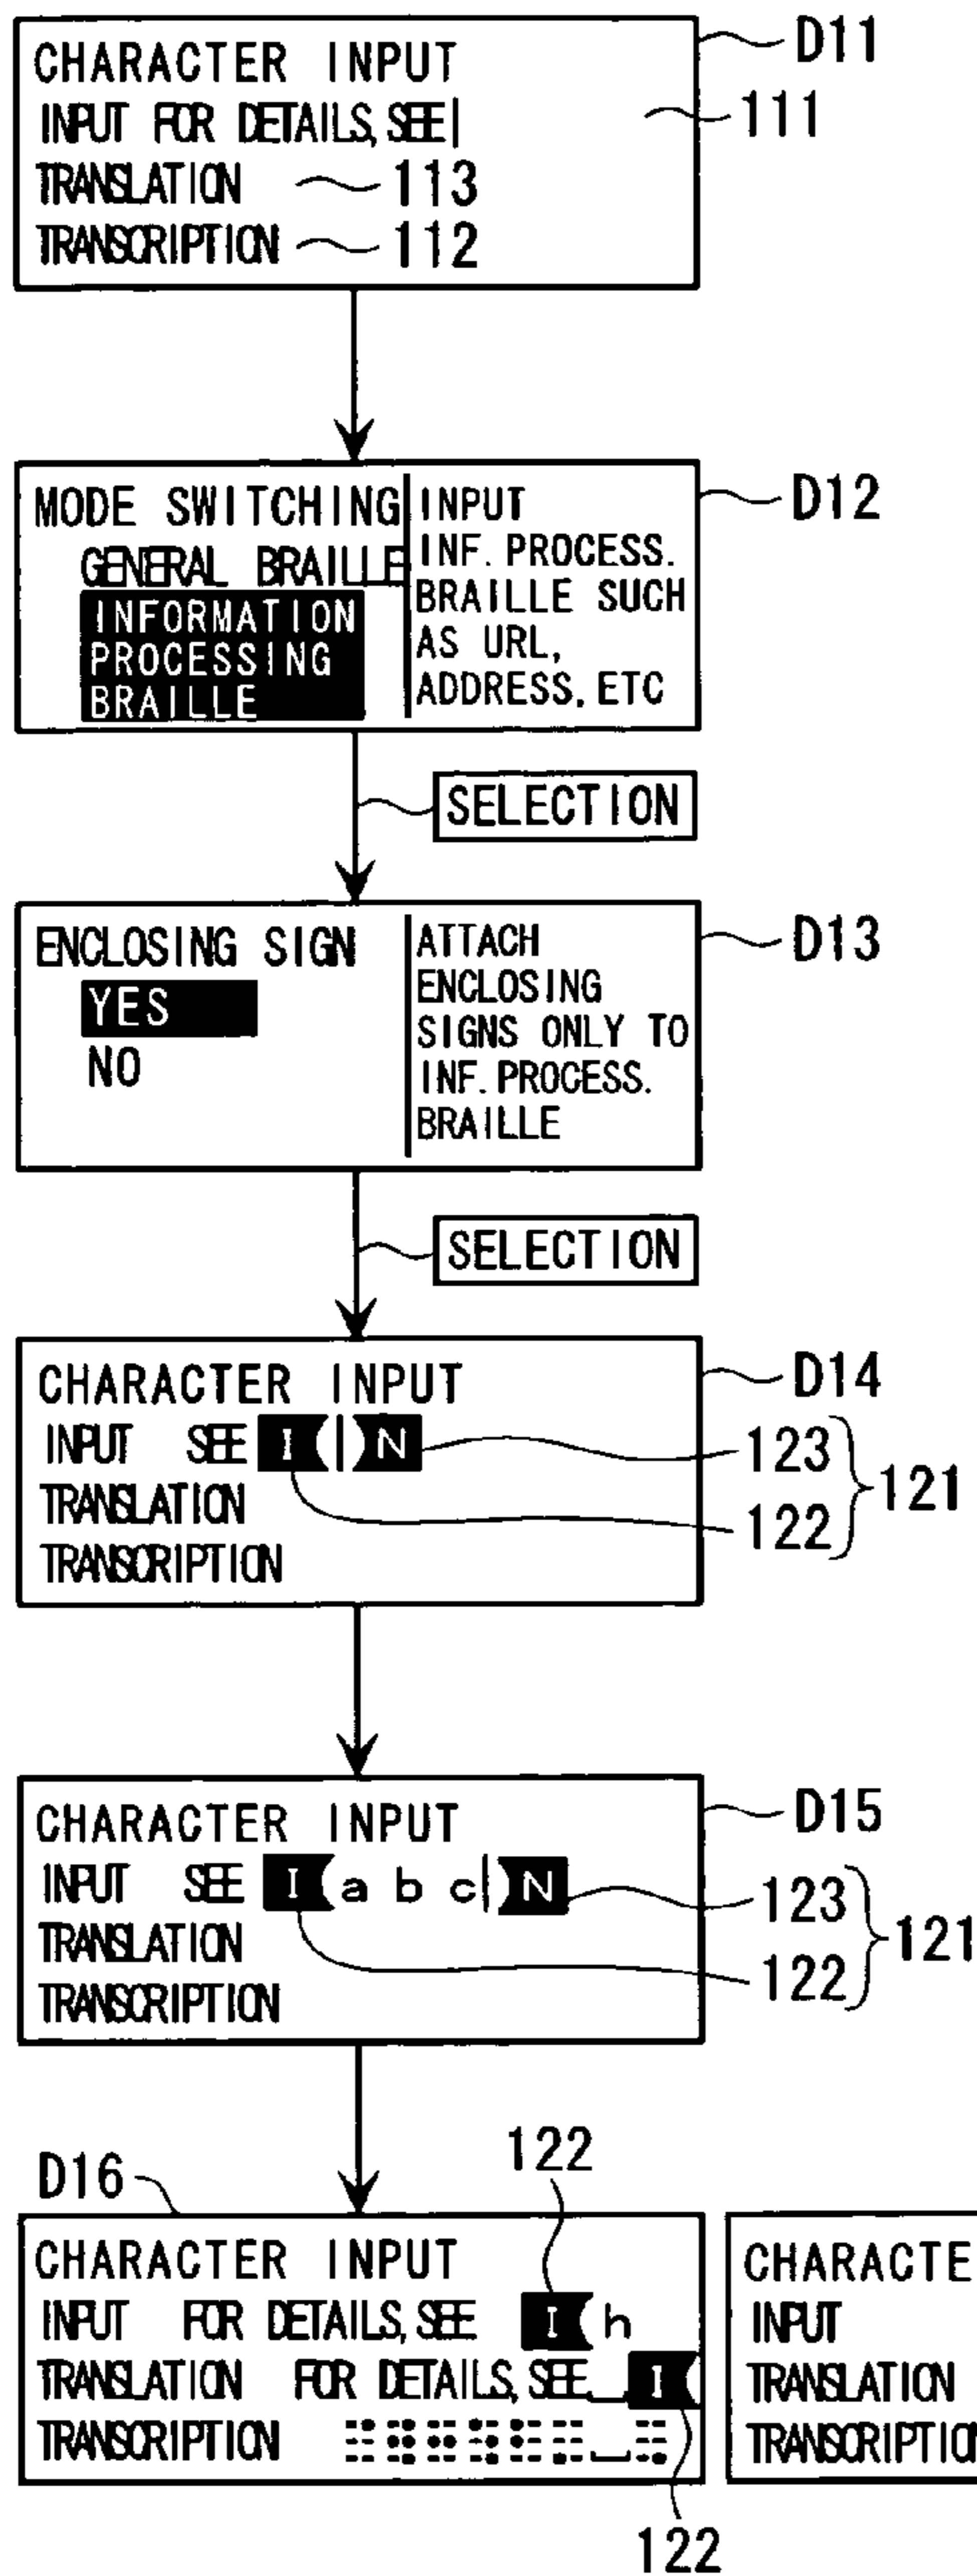 CHARACTER INPUT
D11
INPUT FOR DETAILS, SEE|
111
TRANSLATION 113
TRANSCRIPTION 112
MODE SWITCHING
GENERAL BRAILLE
INFORMATION
PROCESSING
BRAILLE
INPUT
INF. PROCESS.
BRAILLE SUCH
AS URL,
ADDRESS, ETC
D12
SELECTION
ENCLOSING SIGN
YES
NO
ATTACH
ENCLOSING
SIGNS ONLY TO
INF. PROCESS.
BRAILLE
D13
SELECTION
CHARACTER INPUT
D14
INPUT SEE I(|)N
123
121
TRANSLATION
122
TRANSCRIPTION
CHARACTER INPUT
D15
INPUT SEE I(abc|)N
123
121
TRANSLATION
122
TRANSCRIPTION
D16
122
CHARACTER INPUT
INPUT FOR DETAILS, SEE I(h
TRANSLATION FOR DETAILS, SEE I(
TRANSCRIPTION
122
CHARACTE
INPUT
TRANSLATION
TRANSCRIPTION